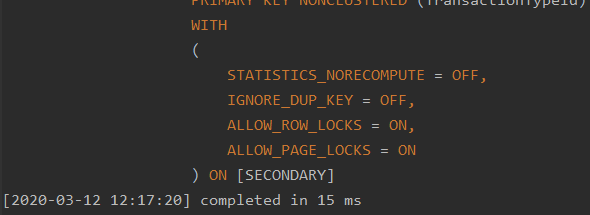 PRIMARY KEY NONCLUSTERED (TransactionTypeId)
WITH
(
STATISTICS_NORECOMPUTE = OFF,
IGNORE_DUP_KEY = OFF,
ALLOW_ROW_LOCKS = ON,
ALLOW_PAGE_LOCKS = ON
) ON [SECONDARY]
[2020-03-12 12:17:20] completed in 15 ms